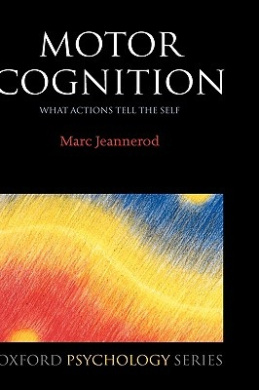 MOTOR
COGNITION
WHAT ACTIONS TELL THE SELF
Marc Jeannerod
OXFORD PSYCHOLOGY SERIES